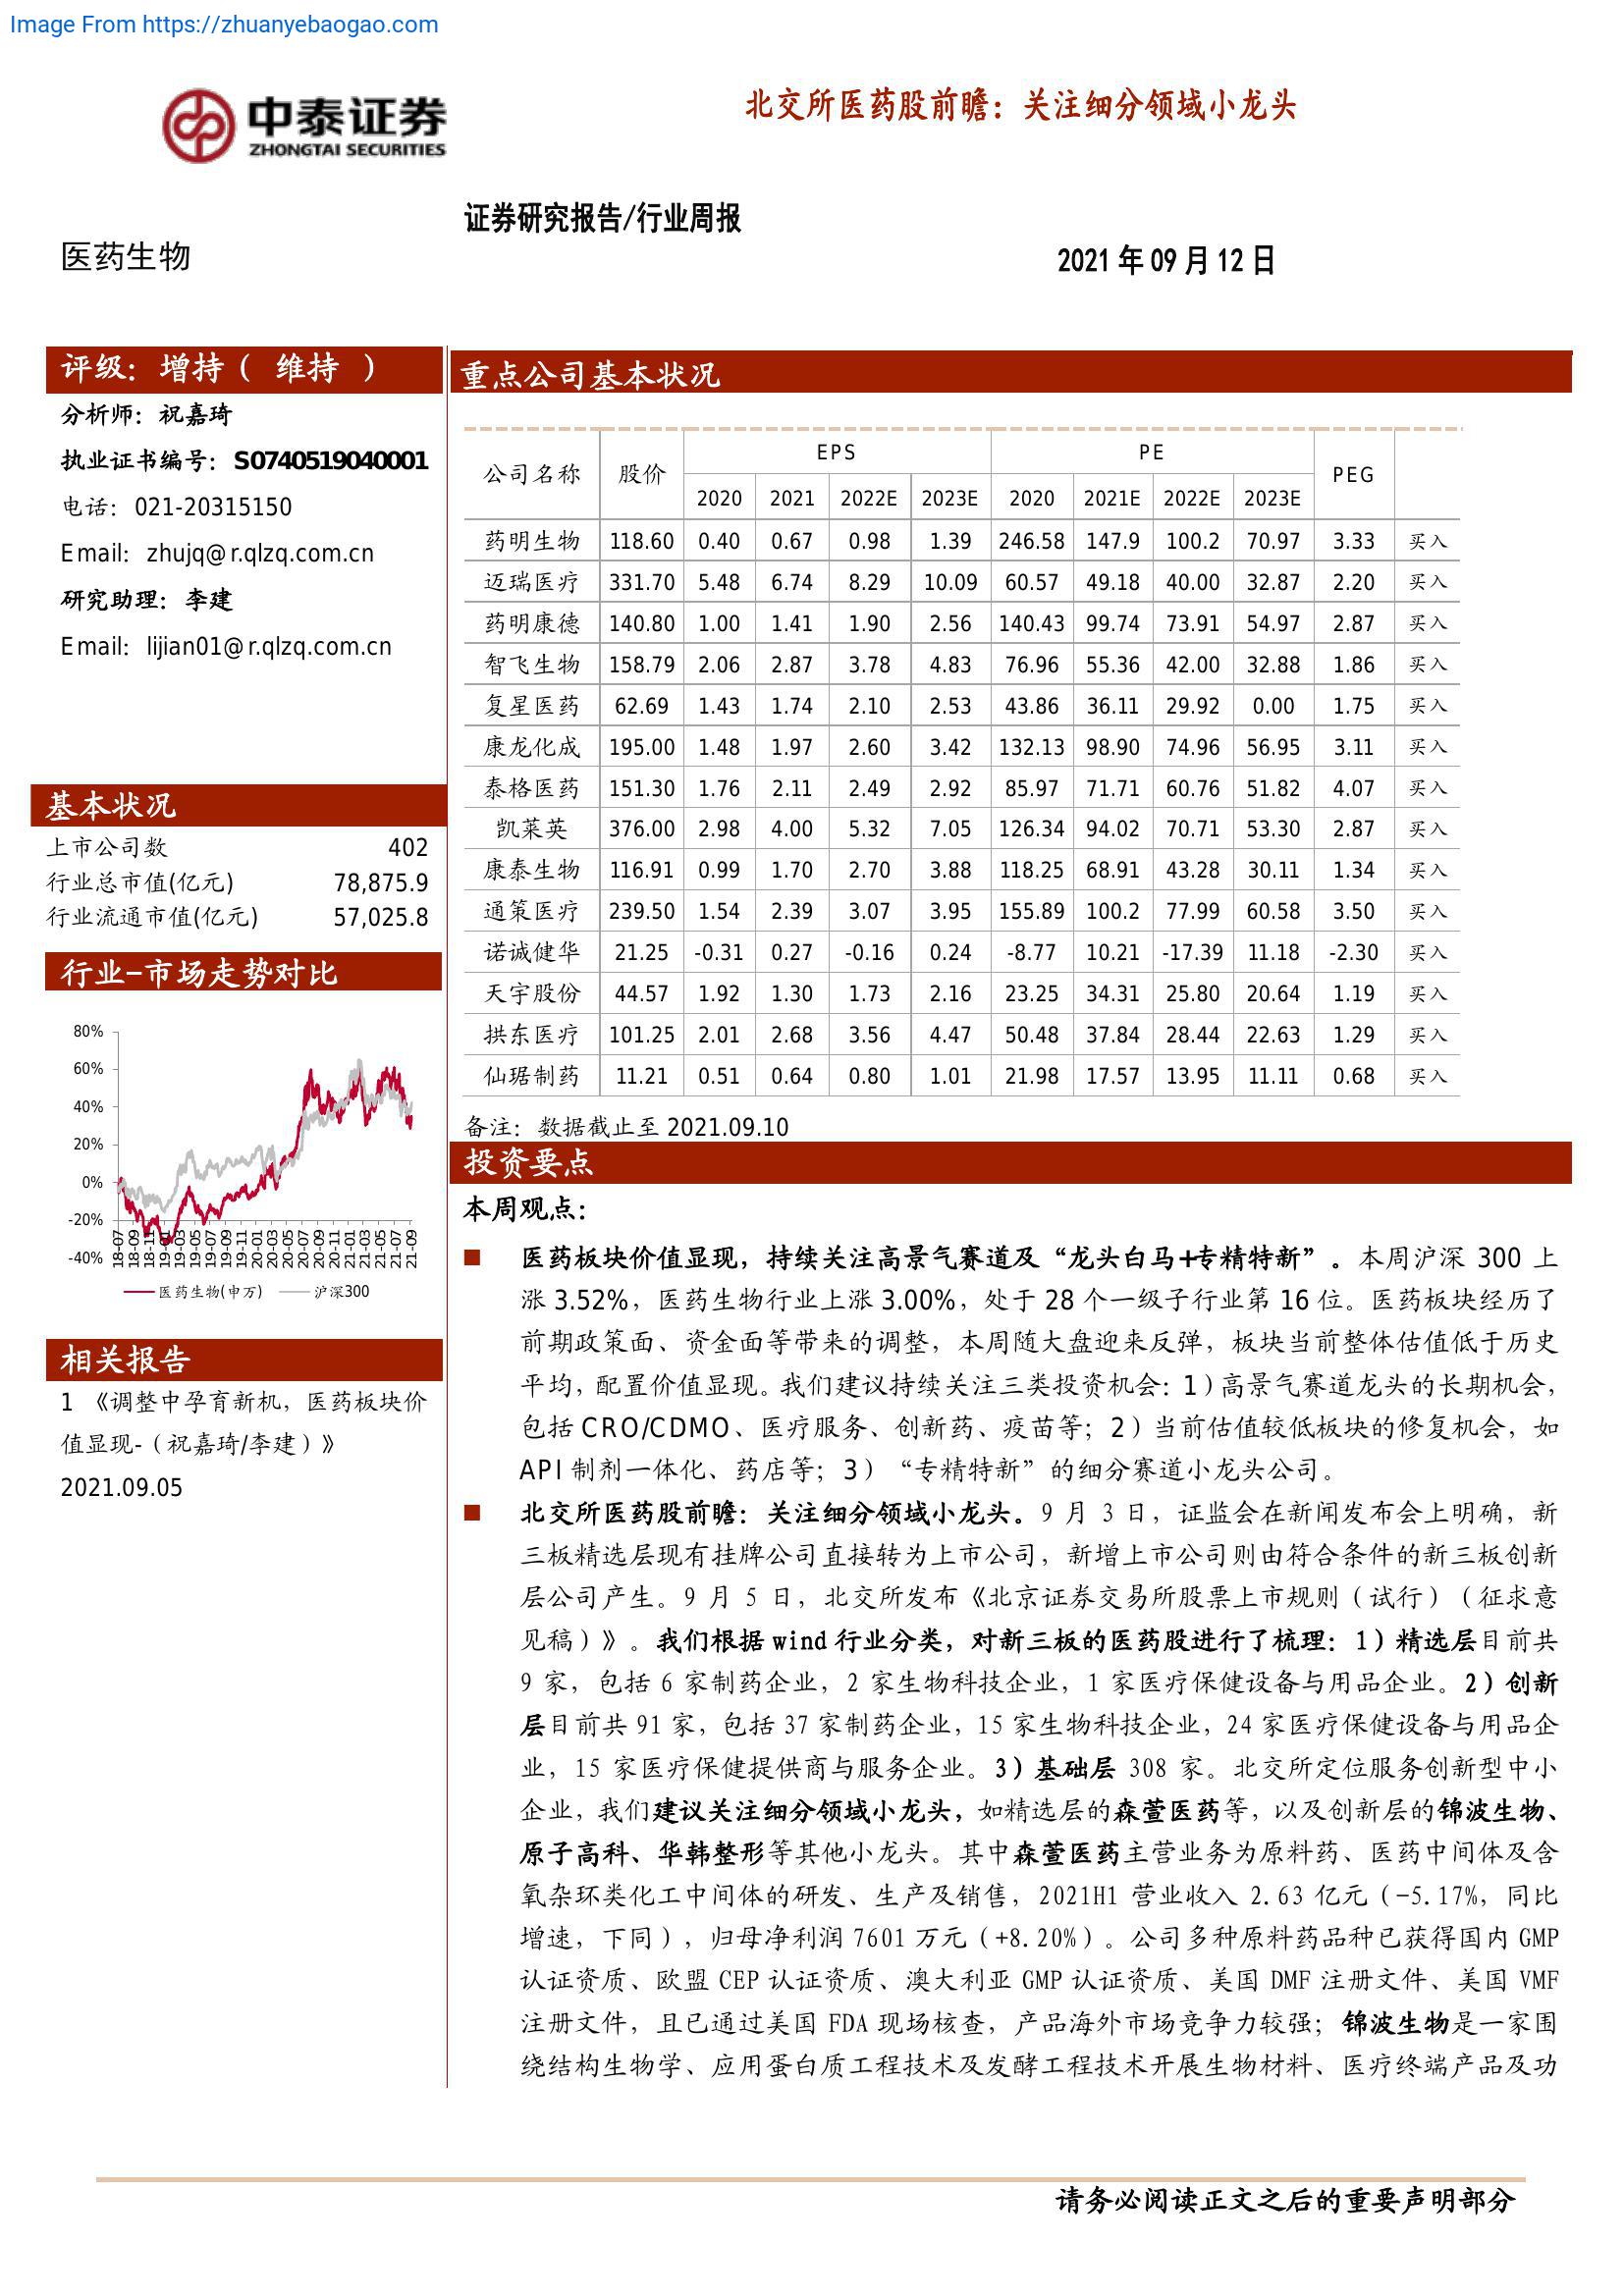 Image From https://zhuanyebaogao.com
中泰证券
ZHONGTAI SECURITIES
北交所医药股前瞻：关注细分领域小龙头
证券研究报告/行业周报
医药生物
2021 年 09 月 12 日
评级：增持（ 维持 ）
分析师：祝嘉琦
执业证书编号：S0740519040001
电话：021-20315150
Email：zhujq@r.qlzq.com.cn
研究助理：李建
Email：lijian01@r.qlzq.com.cn
基本状况
上市公司数 402
行业总市值(亿元) 78,875.9
行业流通市值(亿元) 57,025.8
行业-市场走势对比
80%
60%
40%
20%
0%
-20%
-40%
18-07 18-09 18-11 19-01 19-03 19-05 19-07 19-09 19-11 20-01 20-03 20-05 20-07 20-09 20-11 21-01 21-03 21-05 21-07 21-09
医药生物(申万) 沪深300
相关报告
1 《调整中孕育新机，医药板块价
值显现-（祝嘉琦/李建）》
2021.09.05
重点公司基本状况
公司名称 股价 EPS PE PEG
2020 2021 2022E 2023E 2020 2021E 2022E 2023E
药明生物 118.60 0.40 0.67 0.98 1.39 246.58 147.9 100.2 70.97 3.33 买入
迈瑞医疗 331.70 5.48 6.74 8.29 10.09 60.57 49.18 40.00 32.87 2.20 买入
药明康德 140.80 1.00 1.41 1.90 2.56 140.43 99.74 73.91 54.97 2.87 买入
智飞生物 158.79 2.06 2.87 3.78 4.83 76.96 55.36 42.00 32.88 1.86 买入
复星医药 62.69 1.43 1.74 2.10 2.53 43.86 36.11 29.92 0.00 1.75 买入
康龙化成 195.00 1.48 1.97 2.60 3.42 132.13 98.90 74.96 56.95 3.11 买入
泰格医药 151.30 1.76 2.11 2.49 2.92 85.97 71.71 60.76 51.82 4.07 买入
凯莱英 376.00 2.98 4.00 5.32 7.05 126.34 94.02 70.71 53.30 2.87 买入
康泰生物 116.91 0.99 1.70 2.70 3.88 118.25 68.91 43.28 30.11 1.34 买入
通策医疗 239.50 1.54 2.39 3.07 3.95 155.89 100.2 77.99 60.58 3.50 买入
诺诚健华 21.25 -0.31 0.27 -0.16 0.24 -8.77 10.21 -17.39 11.18 -2.30 买入
天宇股份 44.57 1.92 1.30 1.73 2.16 23.25 34.31 25.80 20.64 1.19 买入
拱东医疗 101.25 2.01 2.68 3.56 4.47 50.48 37.84 28.44 22.63 1.29 买入
仙琚制药 11.21 0.51 0.64 0.80 1.01 21.98 17.57 13.95 11.11 0.68 买入
备注：数据截止至 2021.09.10
投资要点
本周观点：
医药板块价值显现，持续关注高景气赛道及“龙头白马+专精特新”。本周沪深 300 上
涨 3.52%，医药生物行业上涨 3.00%，处于 28 个一级子行业第 16 位。医药板块经历了
前期政策面、资金面等带来的调整，本周随大盘迎来反弹，板块当前整体估值低于历史
平均，配置价值显现。我们建议持续关注三类投资机会：1）高景气赛道龙头的长期机会，
包括 CRO/CDMO、医疗服务、创新药、疫苗等；2）当前估值较低板块的修复机会，如
API 制剂一体化、药店等；3）“专精特新”的细分赛道小龙头公司。
北交所医药股前瞻：关注细分领域小龙头。9 月 3 日，证监会在新闻发布会上明确，新
三板精选层现有挂牌公司直接转为上市公司，新增上市公司则由符合条件的新三板创新
层公司产生。9 月 5 日，北交所发布《北京证券交易所股票上市规则（试行）（征求意
见稿）》。我们根据 wind 行业分类，对新三板的医药股进行了梳理：1）精选层目前共
9 家，包括 6 家制药企业，2 家生物科技企业，1 家医疗保健设备与用品企业。2）创新
层目前共 91 家，包括 37 家制药企业，15 家生物科技企业，24 家医疗保健设备与用品企
业，15 家医疗保健提供商与服务企业。3）基础层 308 家。北交所定位服务创新型中小
企业，我们建议关注细分领域小龙头，如精选层的森萱医药等，以及创新层的锦波生物、
原子高科、华韩整形等其他小龙头。其中森萱医药主营业务为原料药、医药中间体及含
氧杂环类化工中间体的研发、生产及销售，2021H1 营业收入 2.63 亿元（-5.17%，同比
增速，下同），归母净利润 7601 万元（+8.20%）。公司多种原料药品种已获得国内 GMP
认证资质、欧盟 CEP 认证资质、澳大利亚 GMP 认证资质、美国 DMF 注册文件、美国 VMF
注册文件，且已通过美国 FDA 现场核查，产品海外市场竞争力较强；锦波生物是一家围
绕结构生物学、应用蛋白质工程技术及发酵工程技术开展生物材料、医疗终端产品及功
请务必阅读正文之后的重要声明部分